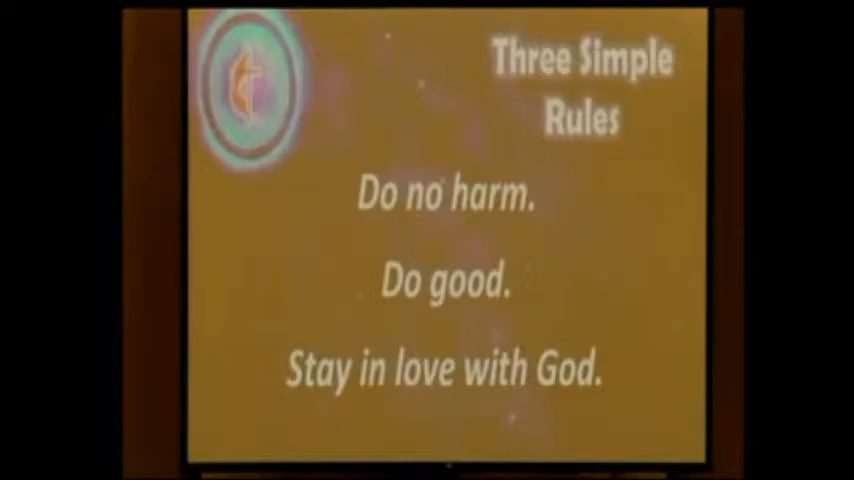 Three Simple
Rules
Do no harm.
Do good.
Stay in love with God.